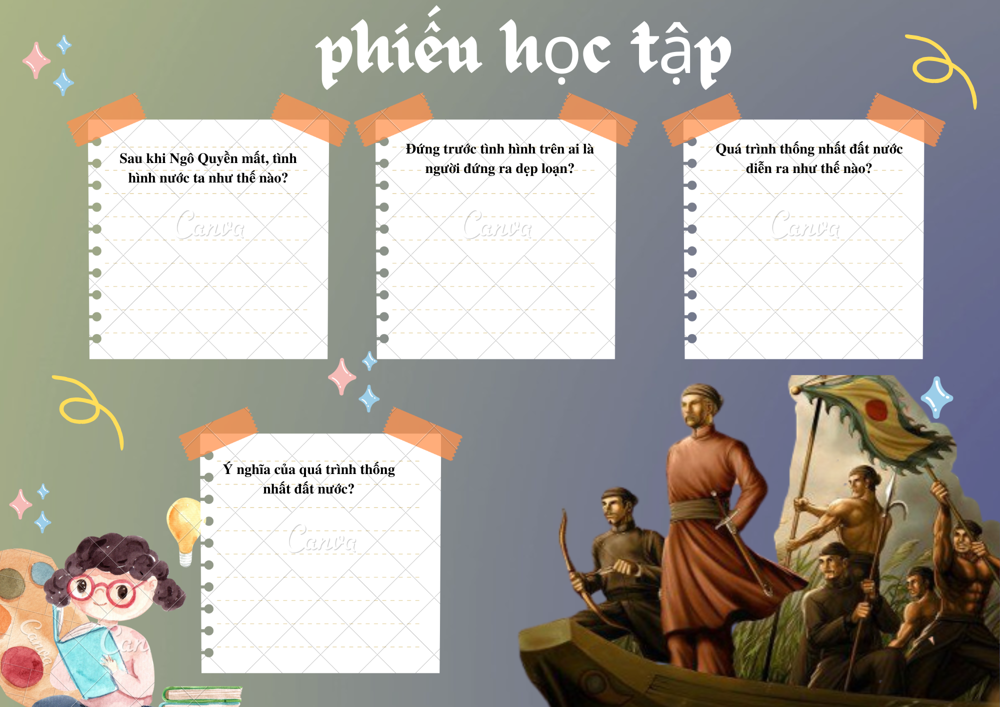 phiếu học tập
Sau khi Ngô Quyền mất, tình
hình nước ta như thế nào?
Đứng trước tình hình trên ai là
người đứng ra dẹp loạn?
Quá trình thống nhất đất nước
diễn ra như thế nào?
Canva
Canva
Canva
Ý nghĩa của quá trình thống
nhất đất nước?
Canva
Canva
Can